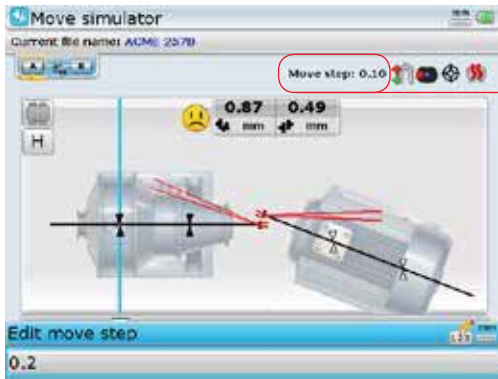 Move simulator
Current file name: ACME 2570
A B
Move step: 0.10
0.87 0.49
mm mm
H
Edit move step
0.2